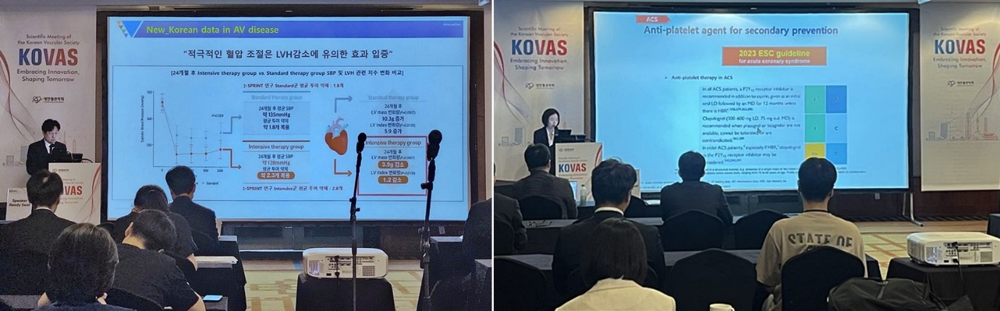 Scientific Meeting of
the Korean Vascular Society
KOVAS
Embracing Innovation,
Shaping Tomorrow
대한혈관학회
KOVAS
Speaker
Ready Seat
New_Korean data in AV disease
“적극적인 혈압 조절은 LVH감소에 유의한 효과 입증”
[24개월 후 Intensive therapy group vs. Standard therapy group SBP 및 LVH 관련 지수 변화 비교]
▷SPRINT 연구 Standard군 평균 투여 약제 : 1.8개
Standard therapy group
24개월 후 평균 SBP
약 135mmHg
평균 투여 약제
약 1.8개 복용
Intensive therapy group
24개월 후 평균 SBP
약 128mmHg
평균 투여 약제
약 2.3개 복용
▷SPRINT 연구 Intensive군 평균 투여 약제 : 2.8개
Standard therapy group
24개월 후
LV mass 변화량
10.3g 증가
LV Index 변화량
5.9 증가
Intensive therapy group
24개월 후
LV mass 변화량
3.9g 감소
LV Index 변화량
1.2 감소
Standard
Scientific Meeting of
the Korean Vascular Society
KOVAS
Embracing Innovation,
Shaping Tomorrow
대한혈관학회
KOVAS
ACS
Anti-platelet agent for secondary prevention
2023 ESC guideline
for acute coronary syndrome
Anti-platelet therapy in ACS
In all ACS patients, a P2Y12 receptor inhibitor is
recommended in addition to aspirin, given as an initial
oral LD followed by an MD for 12 months unless
there is HBR
Clopidogrel (300–600 mg LD, 75 mg o.d. MD) is
recommended when prasugrel or ticagrelor are not
available, cannot be tolerated, or are
contraindicated.
In older ACS patients, especially if HBR, clopidogrel
as the P2Y12 receptor inhibitor may be
considered.
I
I
C
Scientific Meeting of
the Korean Vascular Society
KOVAS
Embracing Innovation,
Shaping Tomorrow
대한혈관학회
STATE OF